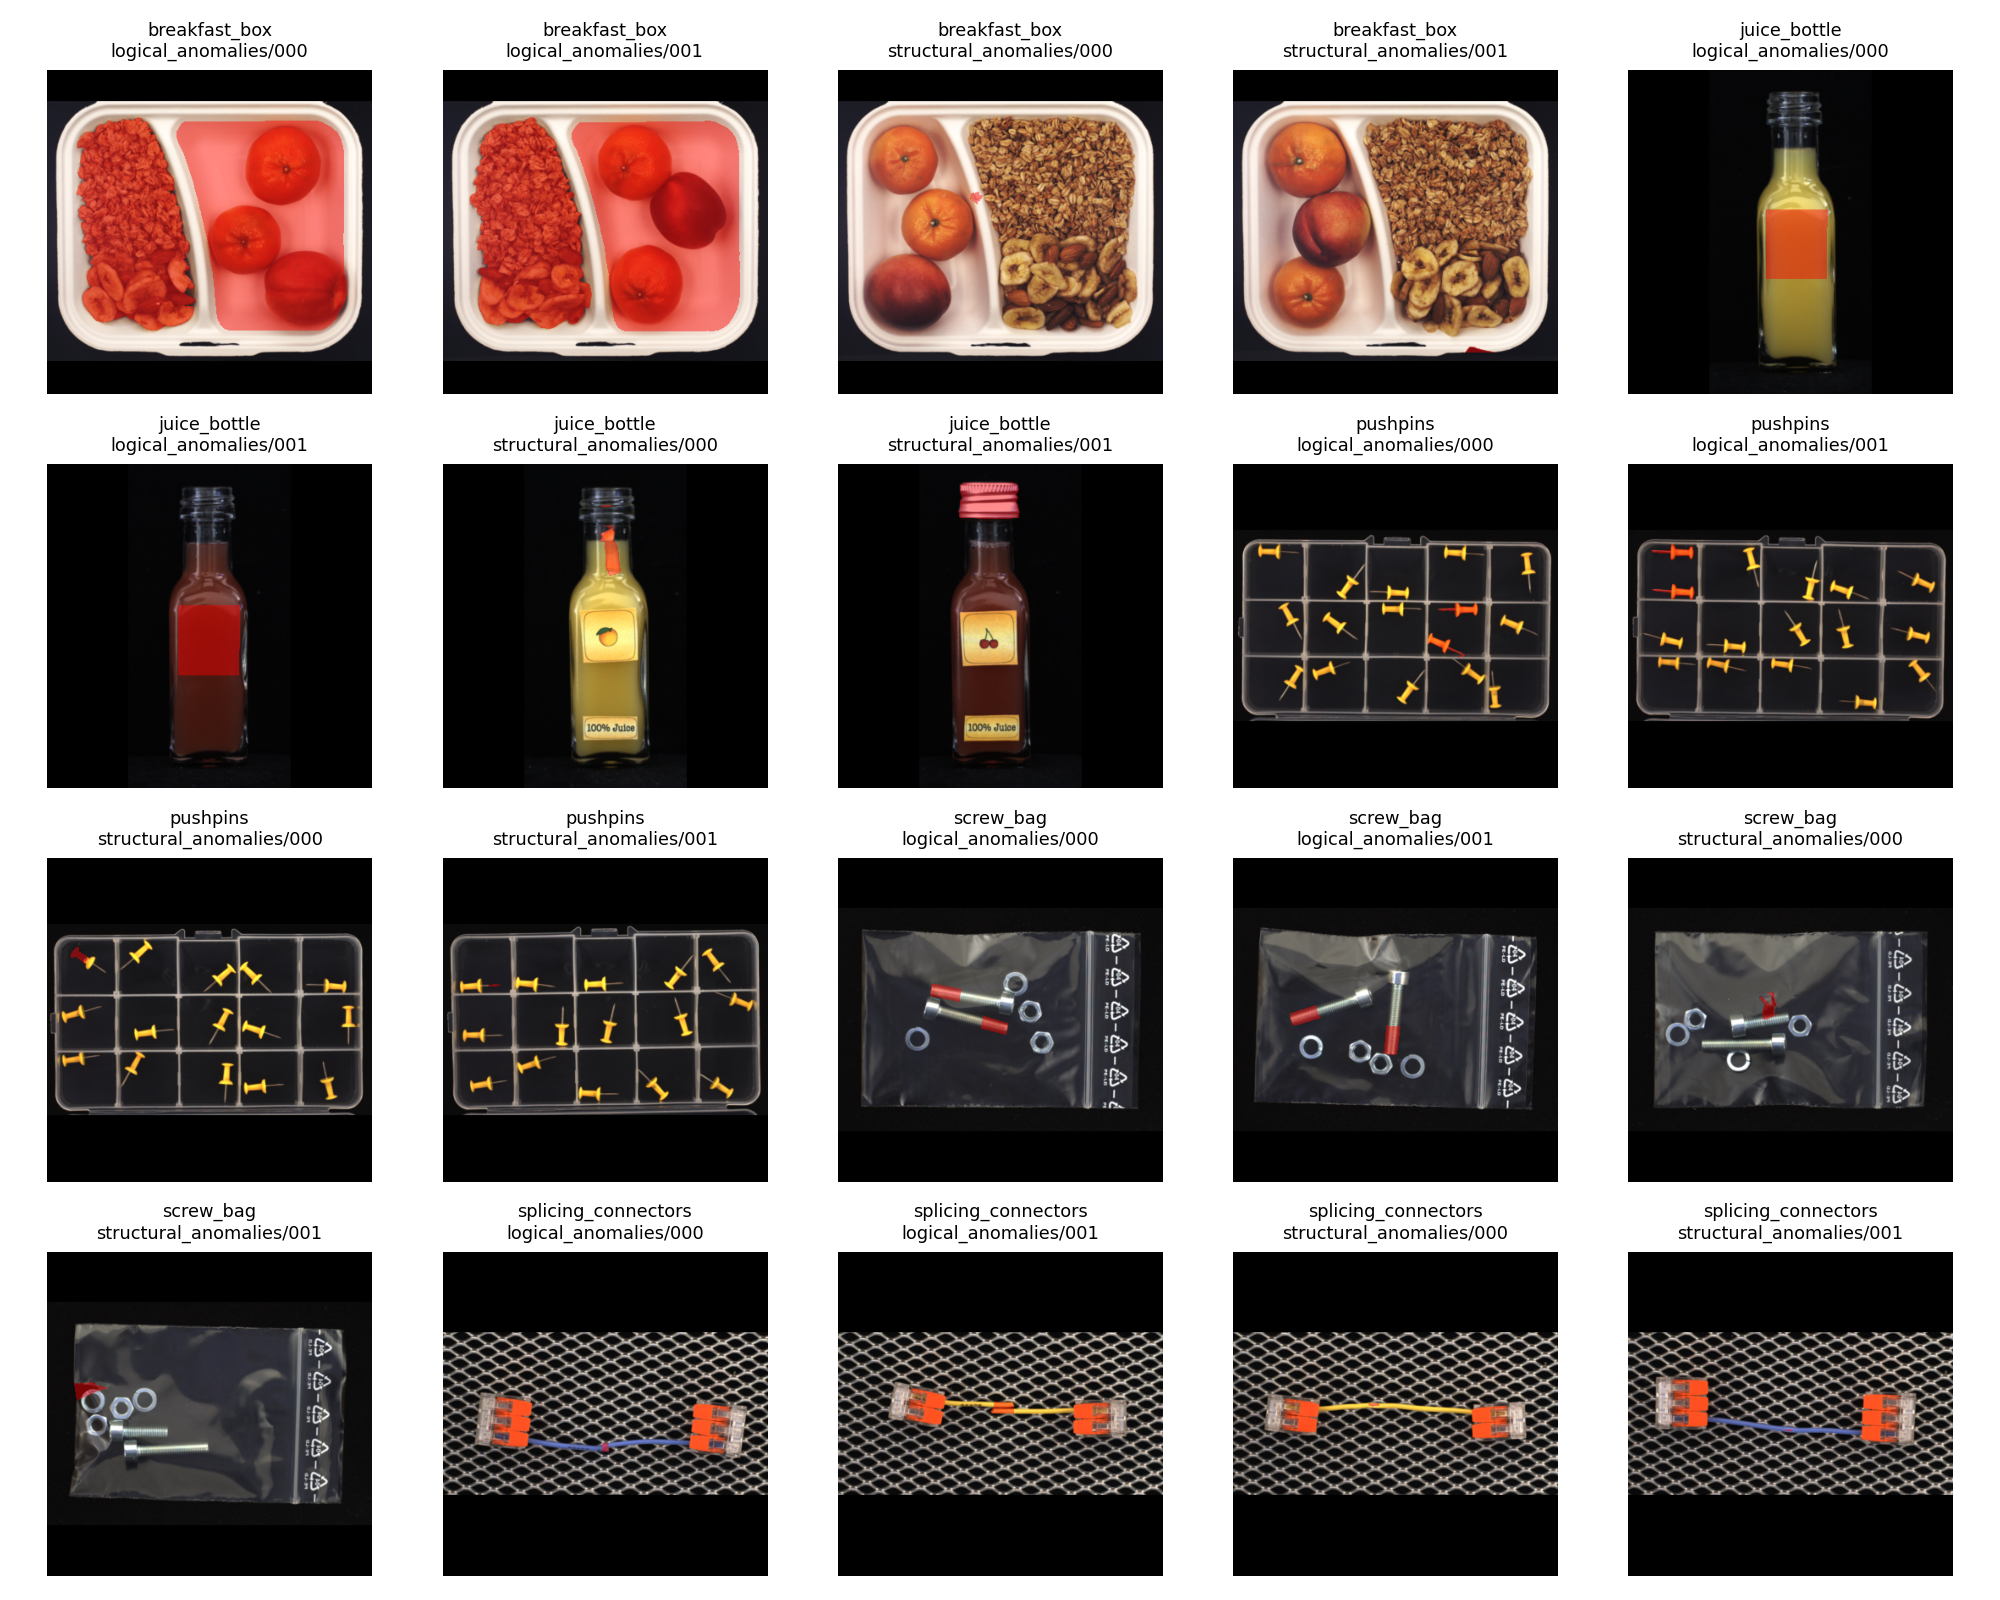 breakfast_box
logical_anomalies/000
breakfast_box
logical_anomalies/001
breakfast_box
structural_anomalies/000
breakfast_box
structural_anomalies/001
juice_bottle
logical_anomalies/000
juice_bottle
logical_anomalies/001
juice_bottle
structural_anomalies/000
100% Juice
juice_bottle
structural_anomalies/001
100% Juice
pushpins
logical_anomalies/000
pushpins
logical_anomalies/001
pushpins
structural_anomalies/000
pushpins
structural_anomalies/001
screw_bag
logical_anomalies/000
screw_bag
logical_anomalies/001
screw_bag
structural_anomalies/000
screw_bag
structural_anomalies/001
splicing_connectors
logical_anomalies/000
splicing_connectors
logical_anomalies/001
splicing_connectors
structural_anomalies/000
splicing_connectors
structural_anomalies/001